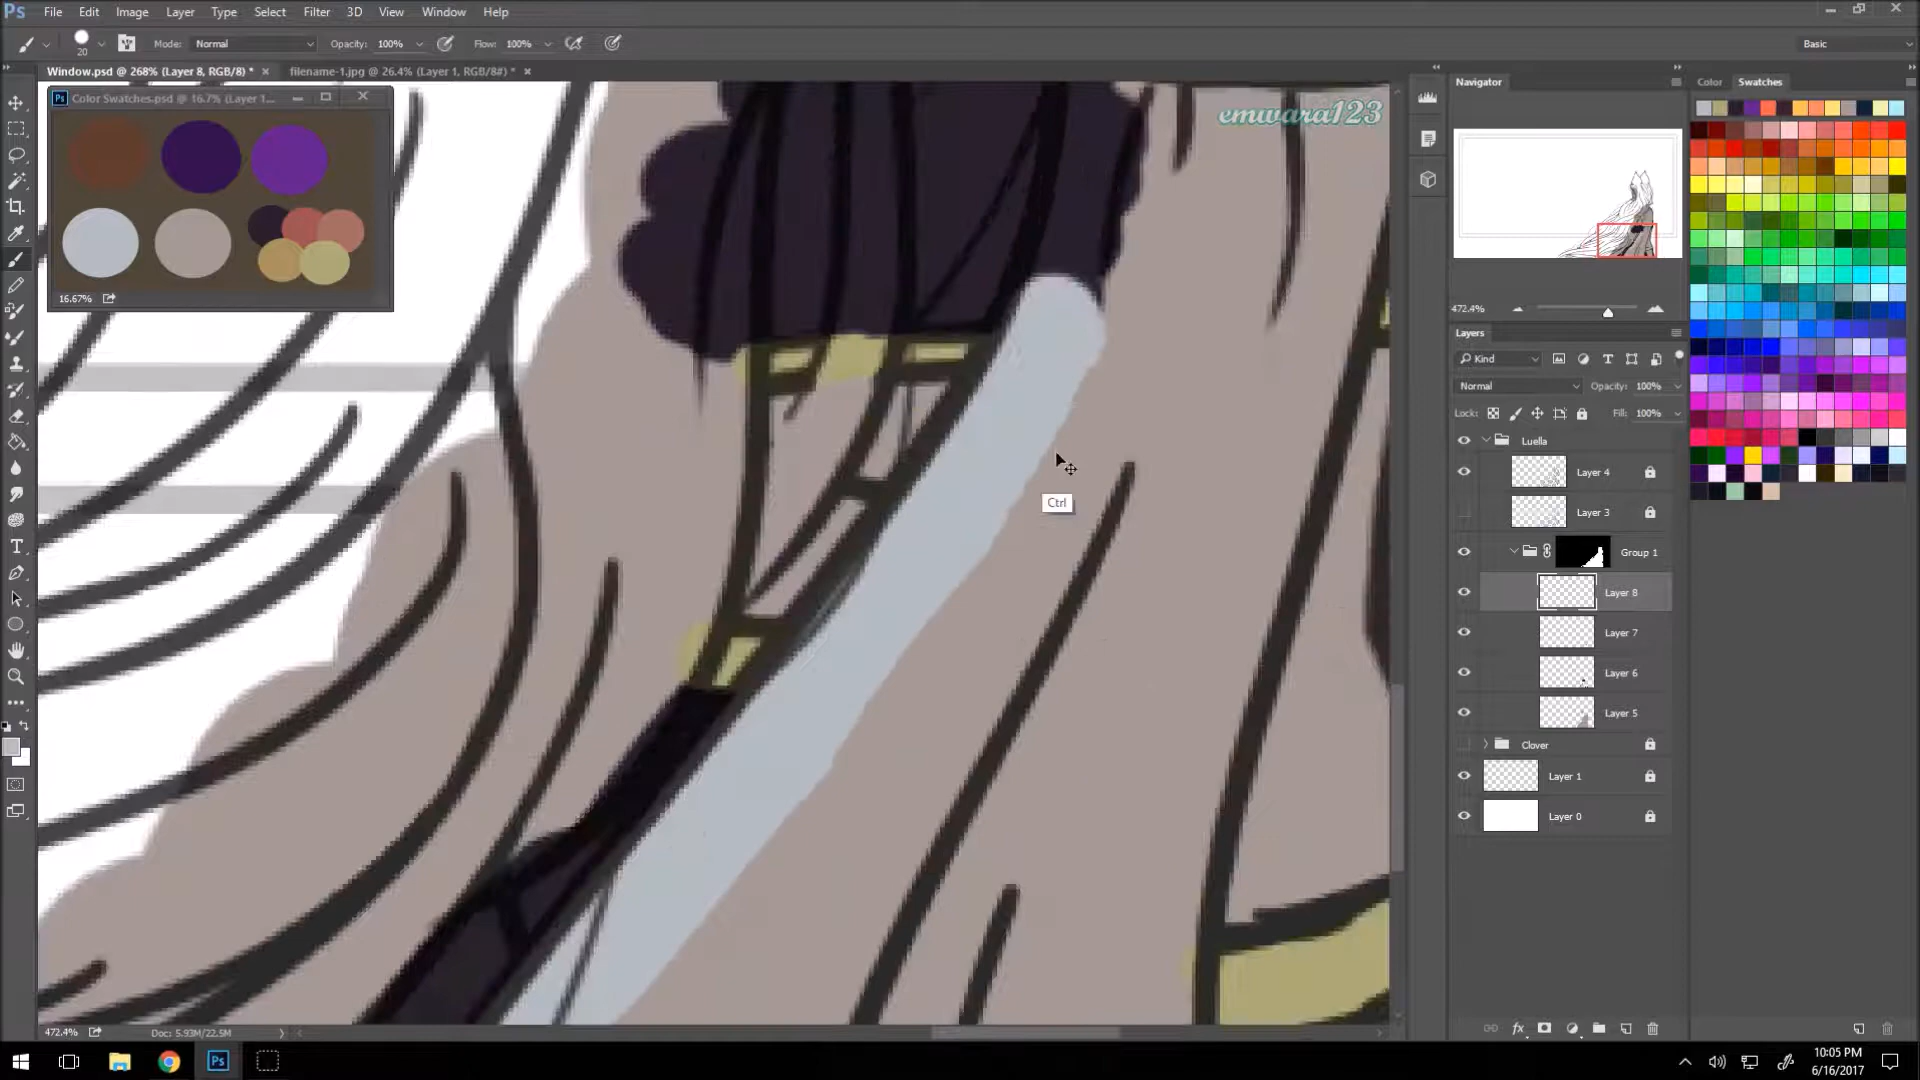 Ps File Edit Image Layer Type Select Filter 3D View Window Help
20 Mode: Normal Opacity: 100% Flow: 100% Basic
Window.psd @ 268% (Layer 8, RGB/8) * × filename-1.jpg @ 26.4% (Layer 1, RGB/8#) * ×
Ps Color Swatches.psd @ 16.7% (Layer 1...
16.67%
emwara123
Ctrl
Navigator
472.4%
Layers
Kind
Normal Opacity: 100%
Lock: Fill: 100%
Luella
Layer 4
Layer 3
Group 1
Layer 8
Layer 7
Layer 6
Layer 5
Clover
Layer 1
Layer 0
fx
Color Swatches
472.4% Doc: 5.93M/22.5M
Ps
10:05 PM
6/16/2017